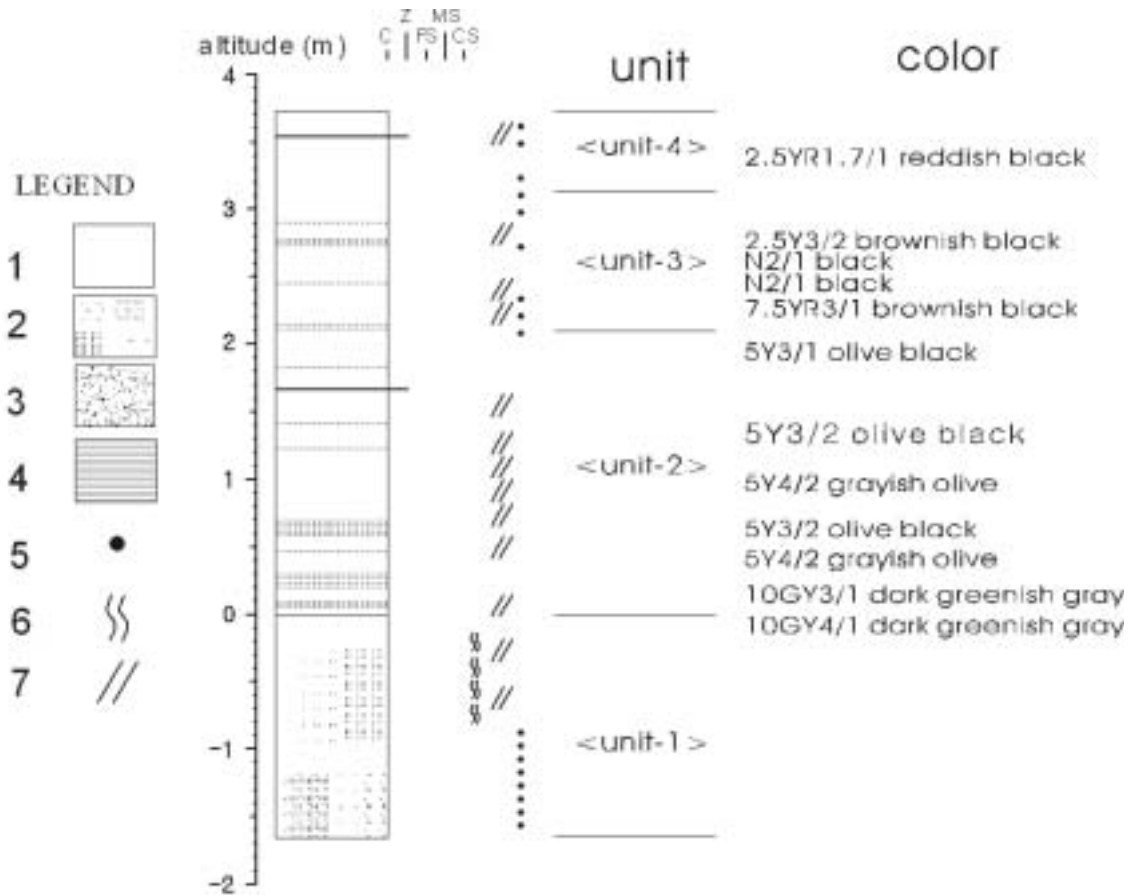 altitude (m)
C Z FS MS CS
unit
color
LEGEND
1
2
3
4
5
6
7
4
3
2
1
0
-1
-2
<unit-4>
<unit-3>
<unit-2>
<unit-1>
2.5YR1.7/1 reddish black
2.5Y3/2 brownish black
N2/1 black
N2/1 black
7.5YR3/1 brownish black
5Y3/1 olive black
5Y3/2 olive black
5Y4/2 grayish olive
5Y3/2 olive black
5Y4/2 grayish olive
10GY3/1 dark greenish gray
10GY4/1 dark greenish gray